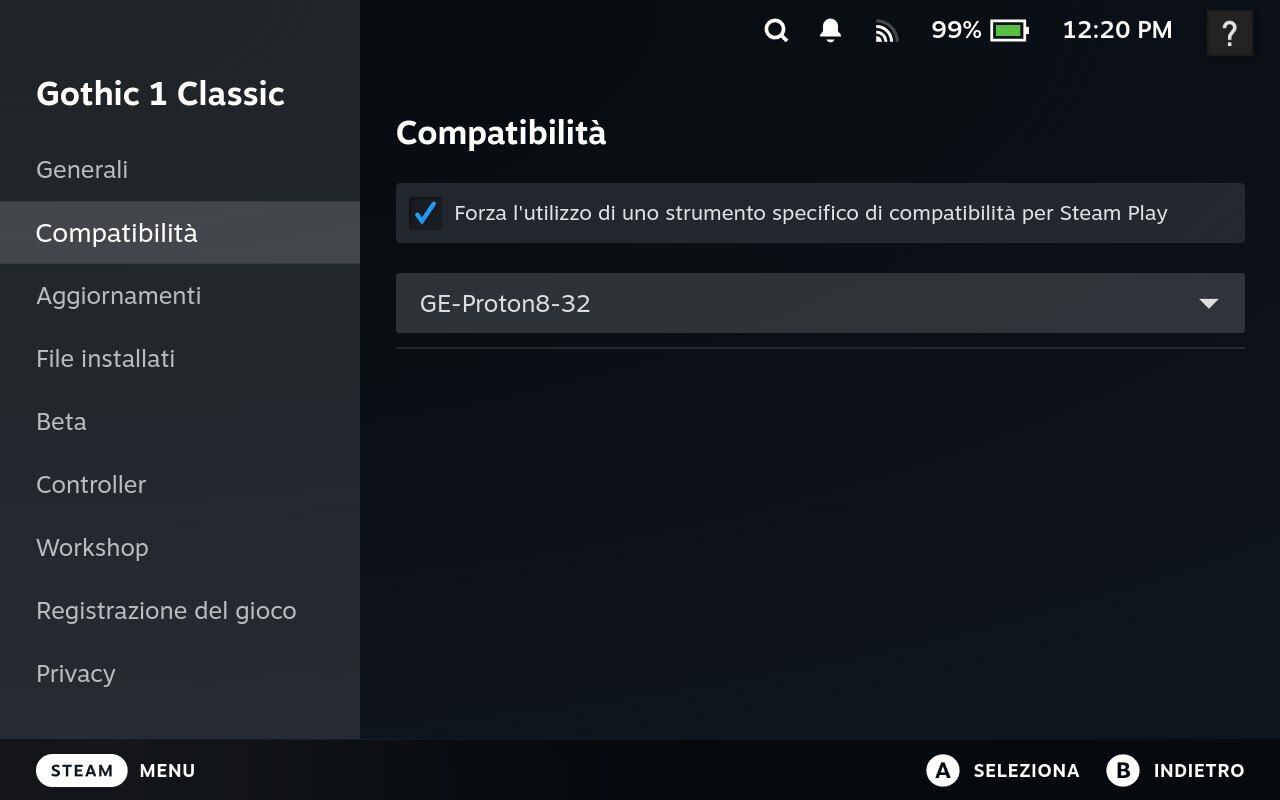 99%
12:20 PM
?
Gothic 1 Classic
Generali
Compatibilità
Aggiornamenti
File installati
Beta
Controller
Workshop
Registrazione del gioco
Privacy
Compatibilità
Forza l'utilizzo di uno strumento specifico di compatibilità per Steam Play
GE-Proton8-32
STEAM MENU
A SELEZIONA B INDIETRO